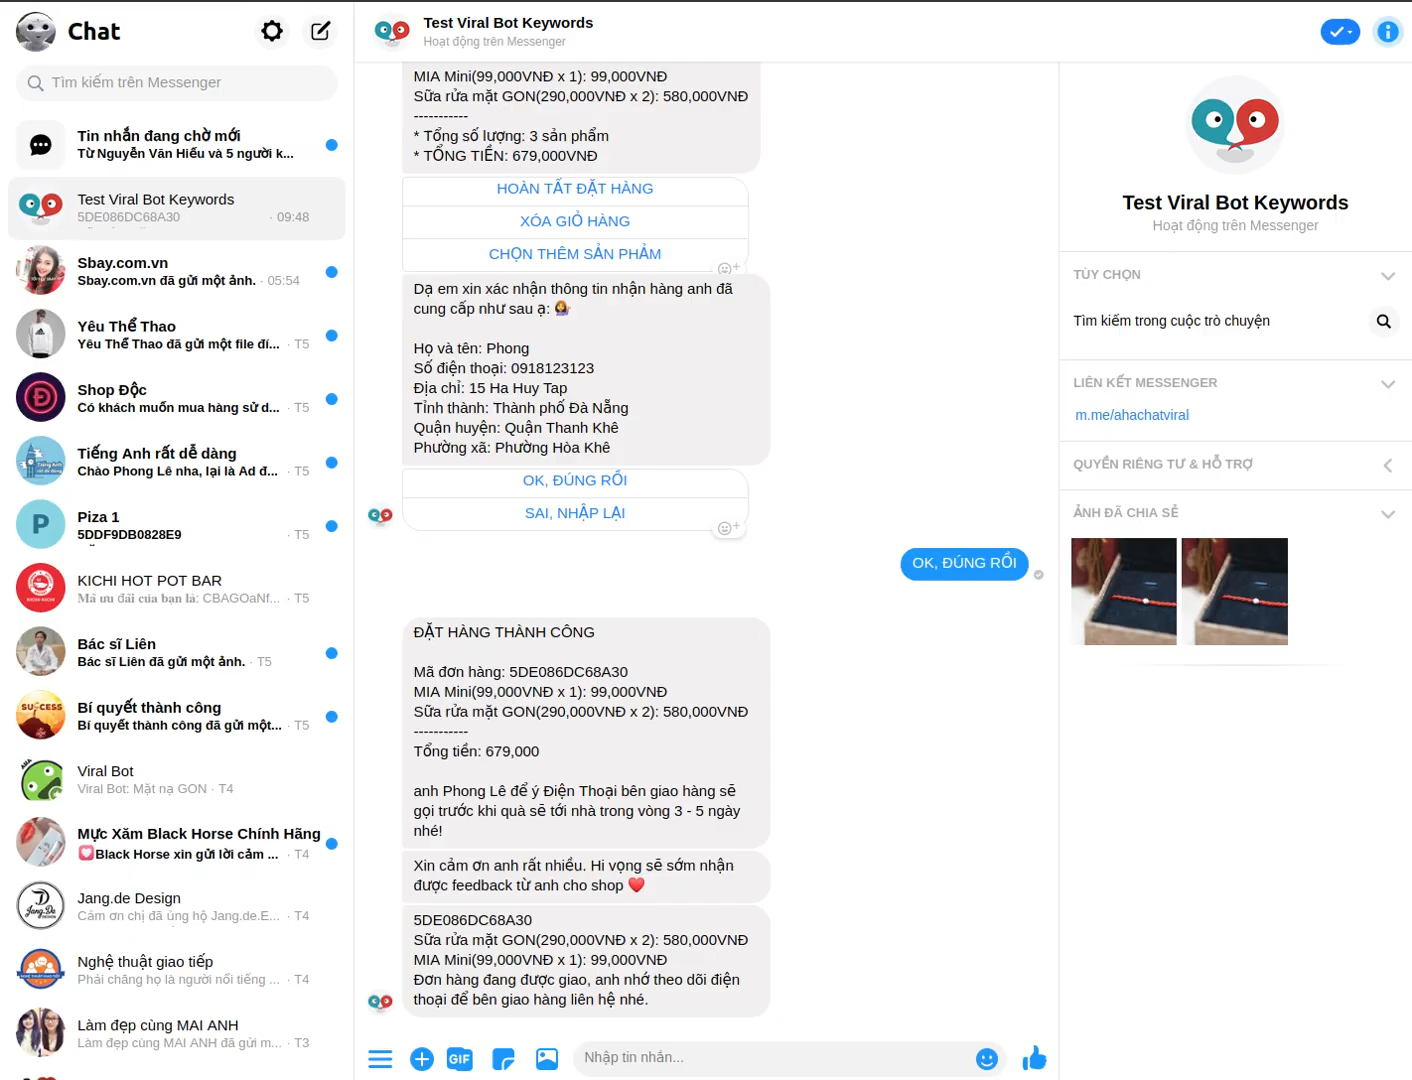 Chat
Tìm kiếm trên Messenger
Tin nhắn đang chờ mới
Từ Nguyễn Văn Hiếu và 5 người k...
Test Viral Bot Keywords
5DE086DC68A30 · 09:48
Sbay.com.vn
Sbay.com.vn đã gửi một ảnh. · 05:54
Yêu Thể Thao
Yêu Thể Thao đã gửi một file đí... · T5
Shop Độc
Có khách muốn mua hàng sử d... · T5
Tiếng Anh rất dễ dàng
Chào Phong Lê nha, lại là Ad đ... · T5
P
Piza 1
5DDF9DB0828E9 · T5
KICHI HOT POT BAR
Mã ưu đãi của bạn là: CBAGOaNf... · T5
Bác sĩ Liên
Bác sĩ Liên đã gửi một ảnh. · T5
SUCCESS
Bí quyết thành công
Bí quyết thành công đã gửi một... · T5
Viral Bot
Viral Bot: Mặt nạ GON · T4
Mực Xăm Black Horse Chính Hãng
Black Horse xin gửi lời cảm ... · T4
Jang.de Design
Cảm ơn chị đã ủng hộ Jang.de.E... · T4
Nghệ thuật giao tiếp
Phải chăng họ là người nổi tiếng ... · T4
Làm đẹp cùng MAI ANH
Làm đẹp cùng MAI ANH đã gửi m... · T3
Test Viral Bot Keywords
Hoạt động trên Messenger
MIA Mini(99,000VNĐ x 1): 99,000VNĐ
Sữa rửa mặt GON(290,000VNĐ x 2): 580,000VNĐ
-----------
* Tổng số lượng: 3 sản phẩm
* TỔNG TIỀN: 679,000VNĐ
HOÀN TẤT ĐẶT HÀNG
XÓA GIỎ HÀNG
CHỌN THÊM SẢN PHẨM
Dạ em xin xác nhận thông tin nhận hàng anh đã
cung cấp như sau ạ: 💁‍♀️
Họ và tên: Phong
Số điện thoại: 0918123123
Địa chỉ: 15 Ha Huy Tap
Tỉnh thành: Thành phố Đà Nẵng
Quận huyện: Quận Thanh Khê
Phường xã: Phường Hòa Khê
OK, ĐÚNG RỒI
SAI, NHẬP LẠI
OK, ĐÚNG RỒI
ĐẶT HÀNG THÀNH CÔNG
Mã đơn hàng: 5DE086DC68A30
MIA Mini(99,000VNĐ x 1): 99,000VNĐ
Sữa rửa mặt GON(290,000VNĐ x 2): 580,000VNĐ
-----------
Tổng tiền: 679,000
anh Phong Lê để ý Điện Thoại bên giao hàng sẽ
gọi trước khi quà sẽ tới nhà trong vòng 3 - 5 ngày
nhé!
Xin cảm ơn anh rất nhiều. Hi vọng sẽ sớm nhận
được feedback từ anh cho shop ❤️
5DE086DC68A30
Sữa rửa mặt GON(290,000VNĐ x 2): 580,000VNĐ
MIA Mini(99,000VNĐ x 1): 99,000VNĐ
Đơn hàng đang được giao, anh nhớ theo dõi điện
thoại để bên giao hàng liên hệ nhé.
GIF
Nhập tin nhắn...
Test Viral Bot Keywords
Hoạt động trên Messenger
TÙY CHỌN
Tìm kiếm trong cuộc trò chuyện
LIÊN KẾT MESSENGER
m.me/ahachatviral
QUYỀN RIÊNG TƯ & HỖ TRỢ
ẢNH ĐÃ CHIA SẺ